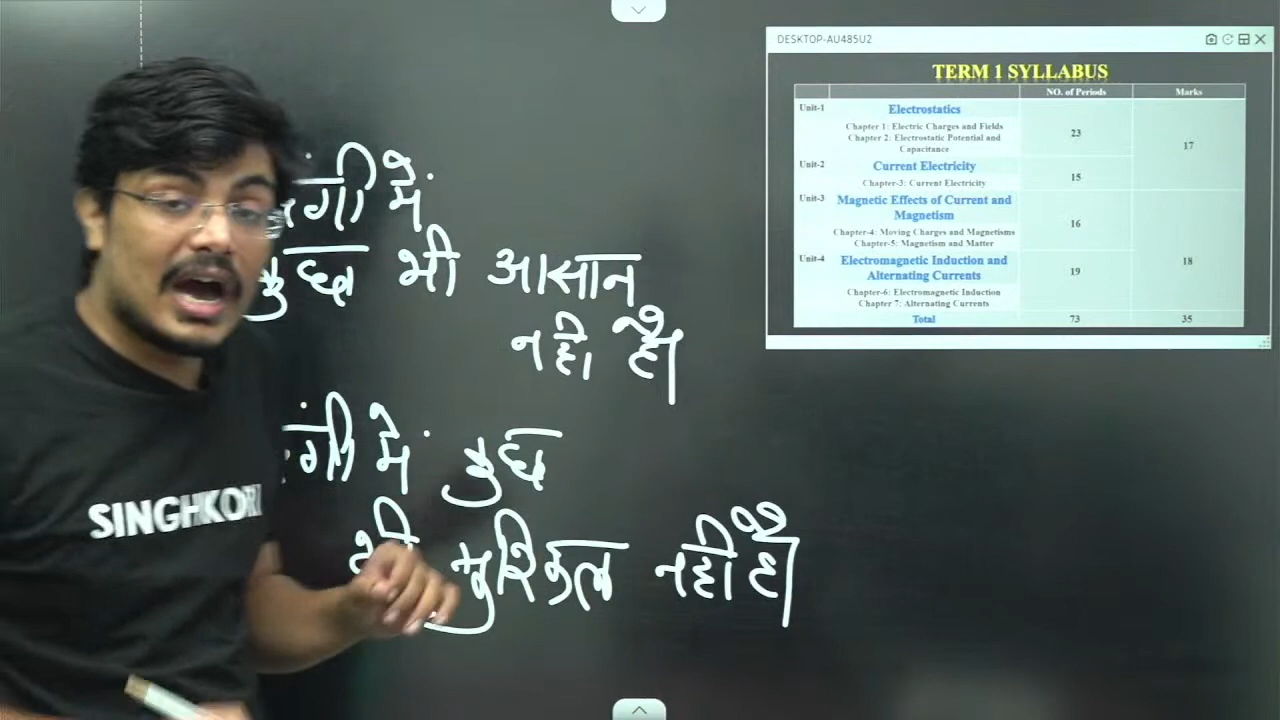 में
कुछ भी आसान
नही है।
में कुछ
भी मुश्किल नही है।
SINGHKORI
DESKTOP-AU485U2
TERM 1 SYLLABUS
NO. of Periods Marks
Unit-1 Electrostatics
Chapter 1: Electric Charges and Fields
Chapter 2: Electrostatic Potential and
Capacitance
23
17
Unit-2 Current Electricity
Chapter-3: Current Electricity
15
Unit-3 Magnetic Effects of Current and
Magnetism
Chapter-4: Moving Charges and Magnetisms
Chapter-5: Magnetism and Matter
16
Unit-4 Electromagnetic Induction and
Alternating Currents
Chapter-6: Electromagnetic Induction
Chapter 7: Alternating Currents
19
18
Total 73 35